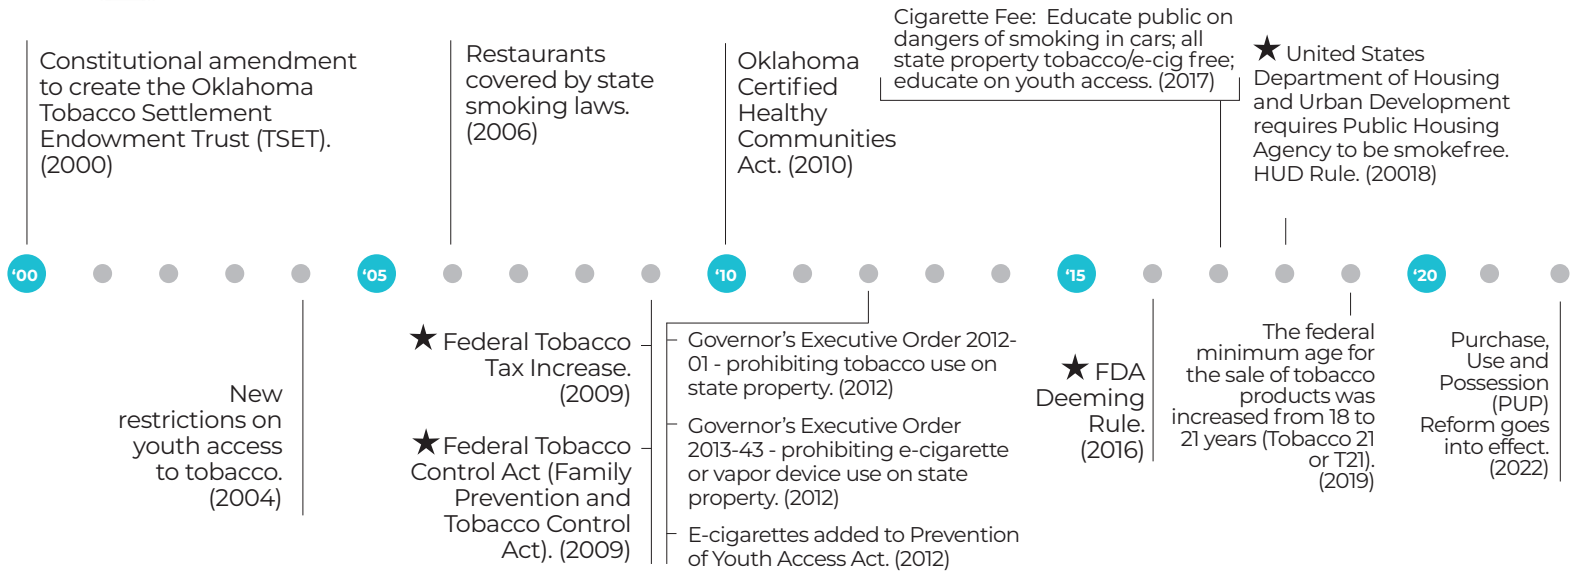 Constitutional amendment
to create the Oklahoma
Tobacco Settlement
Endowment Trust (TSET).
(2000)
Restaurants
covered by state
smoking laws.
(2006)
Oklahoma
Certified
Healthy
Communities
Act. (2010)
Cigarette Fee: Educate public on
dangers of smoking in cars; all
state property tobacco/e-cig free;
educate on youth access. (2017)
★ United States
Department of Housing
and Urban Development
requires Public Housing
Agency to be smokefree.
HUD Rule. (20018)
‘00
‘05
‘10
‘15
‘20
New
restrictions on
youth access
to tobacco.
(2004)
★ Federal Tobacco
Tax Increase.
(2009)
★ Federal Tobacco
Control Act (Family
Prevention and
Tobacco Control
Act). (2009)
Governor’s Executive Order 2012-
01 - prohibiting tobacco use on
state property. (2012)
Governor’s Executive Order
2013-43 - prohibiting e-cigarette
or vapor device use on state
property. (2012)
E-cigarettes added to Prevention
of Youth Access Act. (2012)
★ FDA
Deeming
Rule.
(2016)
The federal
minimum age for
the sale of tobacco
products was
increased from 18 to
21 years (Tobacco 21
or T21).
(2019)
Purchase,
Use and
Possession
(PUP)
Reform goes
into effect.
(2022)